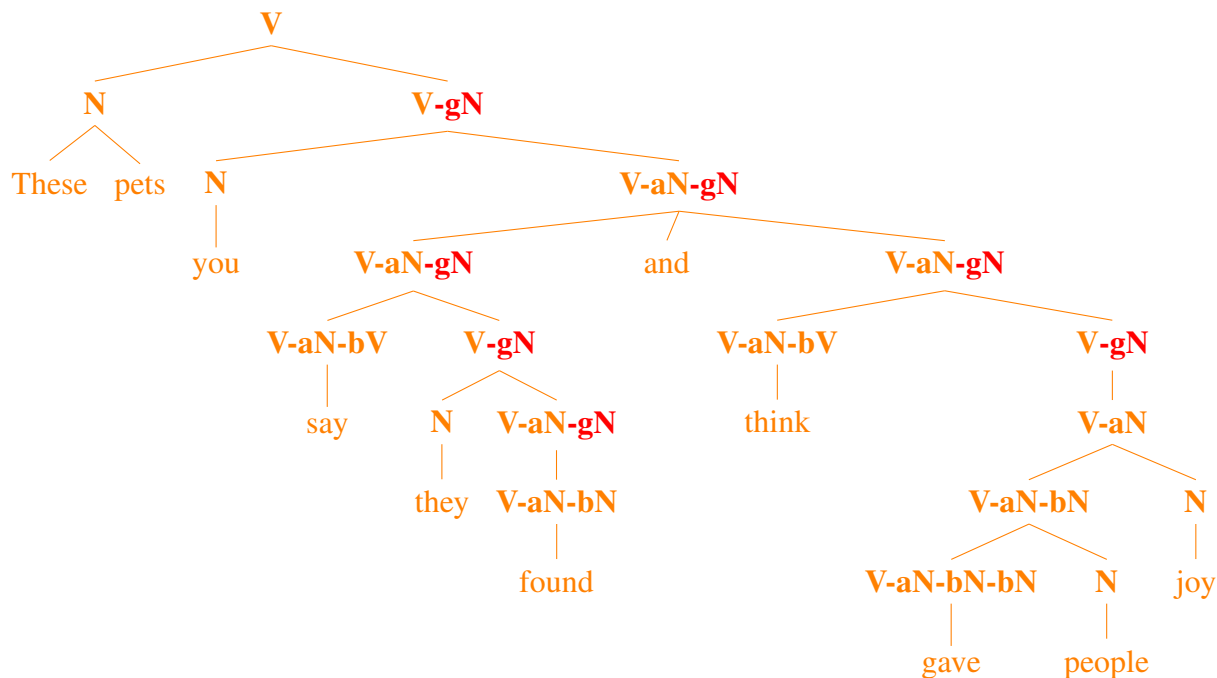 V
N V-gN
These pets N V-aN-gN
you V-aN-gN and V-aN-gN
V-aN-bV V-gN V-aN-bV V-gN
say N V-aN-gN think V-aN
they V-aN-bN V-aN-bN N
found V-aN-bN-bN N joy
gave people